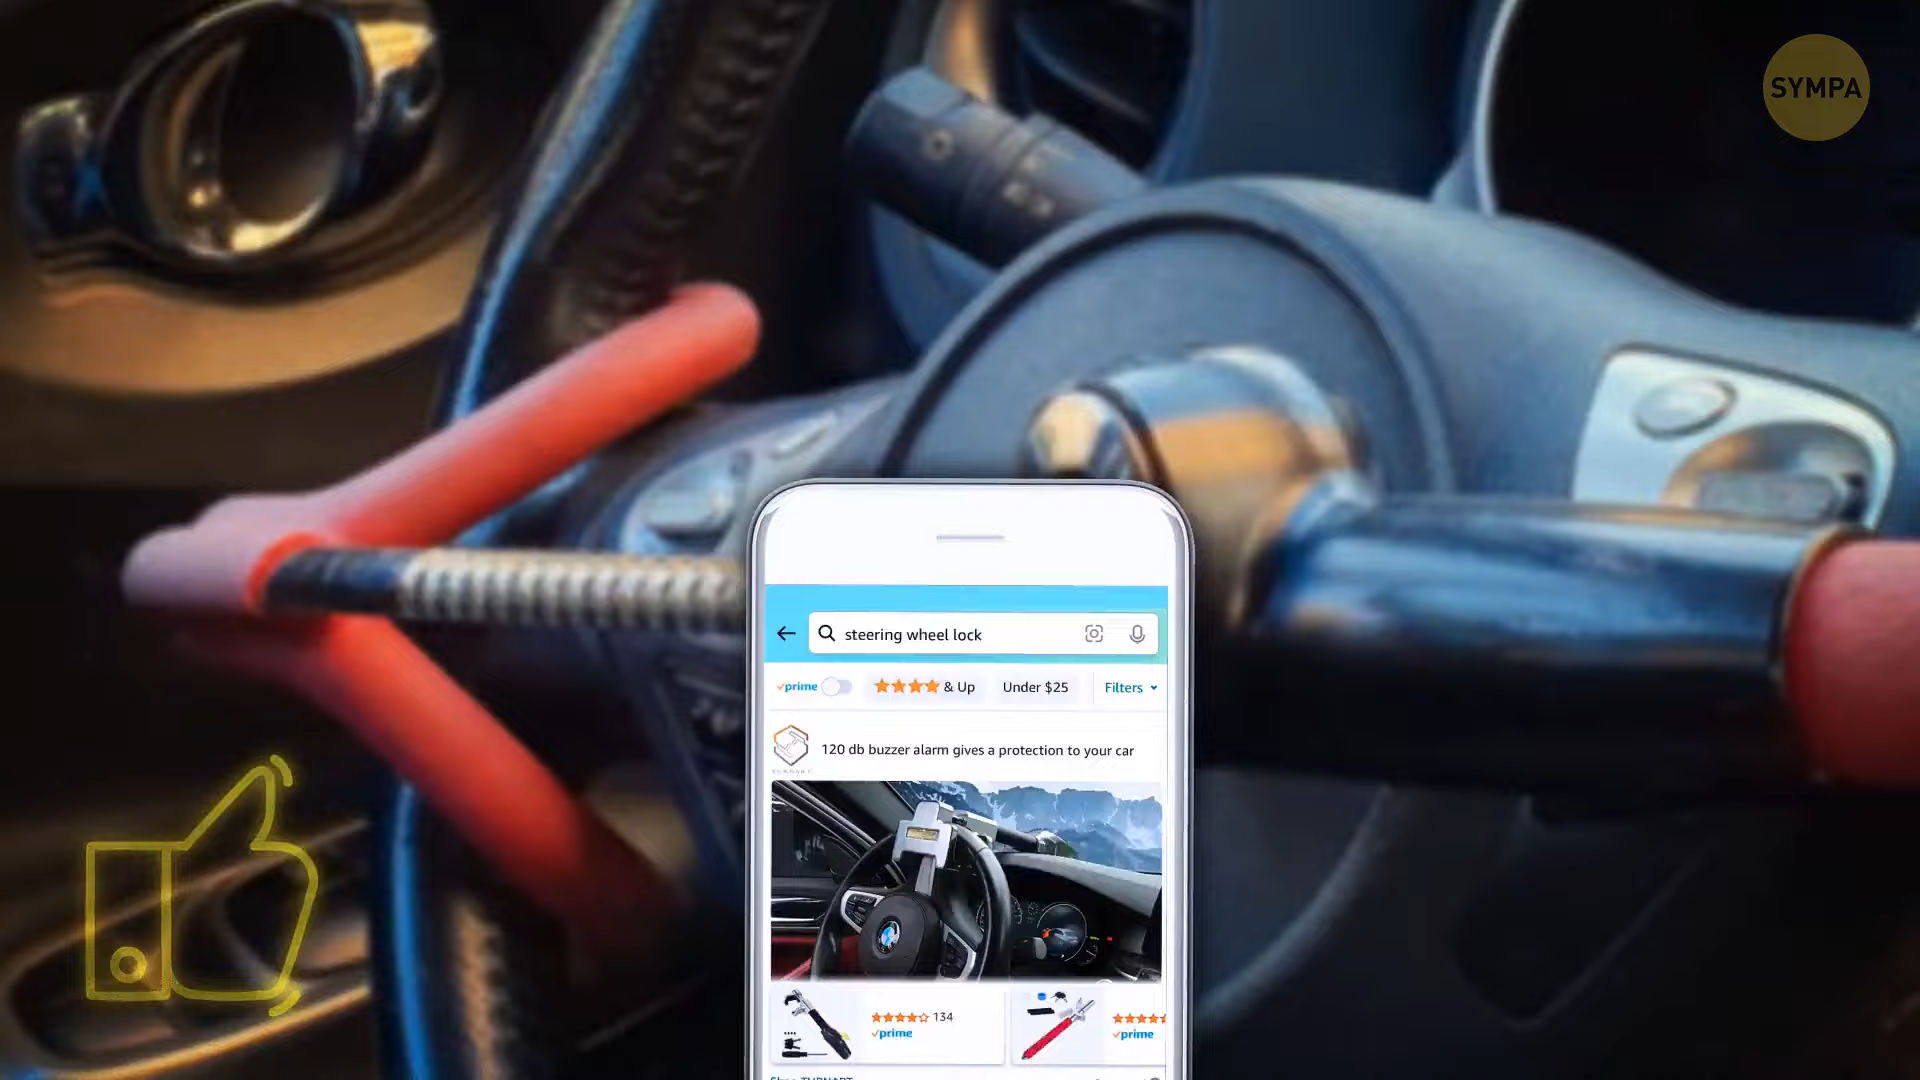 SYMPA
steering wheel lock
prime
& Up
Under $25
Filters
120 db buzzer alarm gives a protection to your car
134
prime
prime